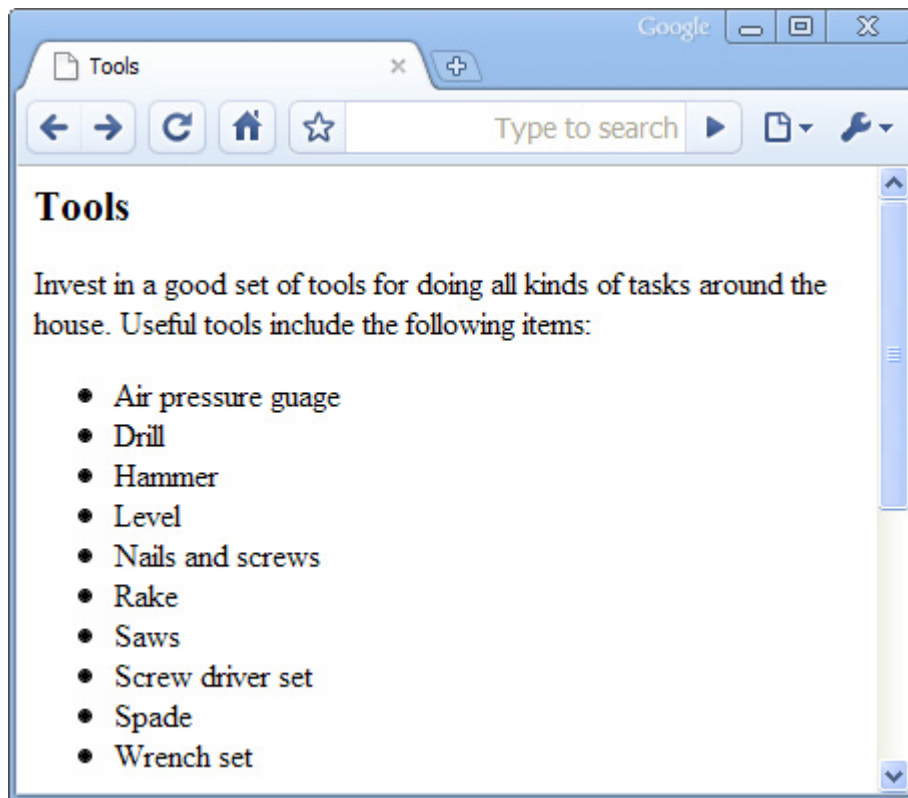 Google
Tools
Type to search
Tools
Invest in a good set of tools for doing all kinds of tasks around the
house. Useful tools include the following items:
Air pressure guage
Drill
Hammer
Level
Nails and screws
Rake
Saws
Screw driver set
Spade
Wrench set